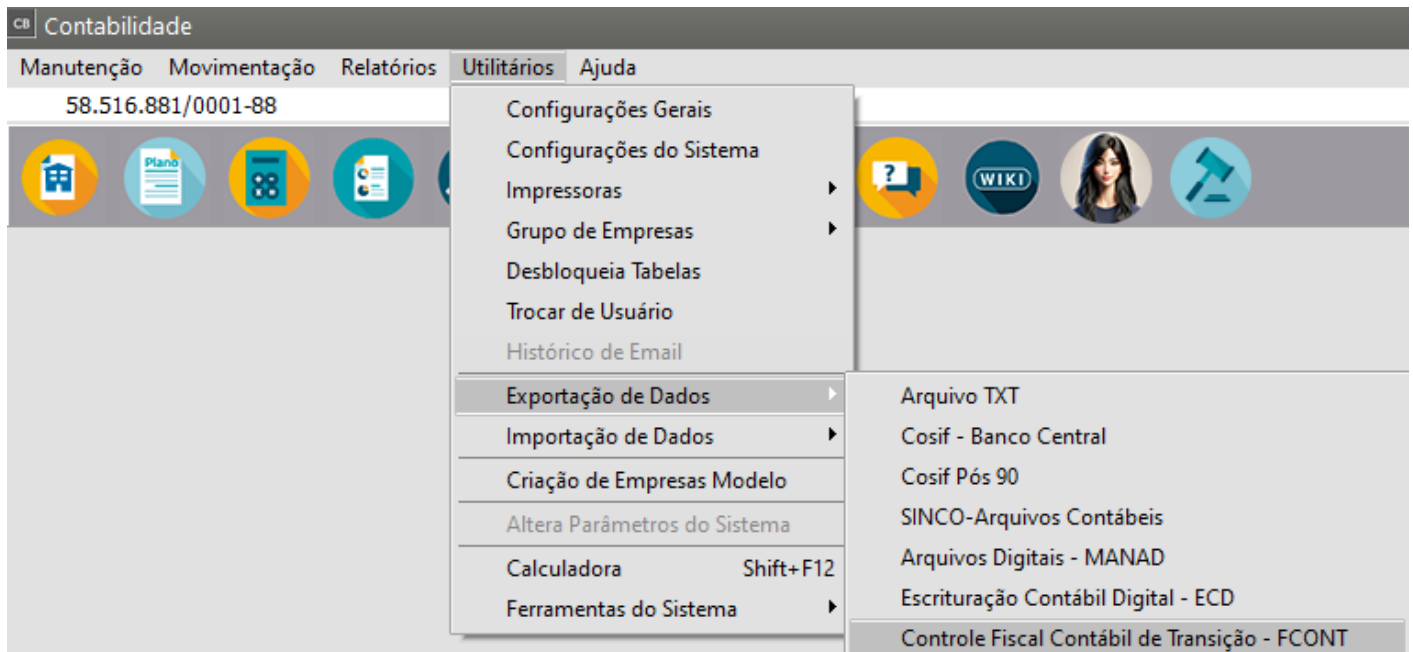 CB Contabilidade
Manutenção Movimentação Relatórios Utilitários Ajuda
58.516.881/0001-88
Plano
?
WIKI
Configurações Gerais
Configurações do Sistema
Impressoras
Grupo de Empresas
Desbloqueia Tabelas
Trocar de Usuário
Histórico de Email
Exportação de Dados
Importação de Dados
Criação de Empresas Modelo
Altera Parâmetros do Sistema
Calculadora Shift+F12
Ferramentas do Sistema
Arquivo TXT
Cosif - Banco Central
Cosif Pós 90
SINCO-Arquivos Contábeis
Arquivos Digitais - MANAD
Escrituração Contábil Digital - ECD
Controle Fiscal Contábil de Transição - FCONT